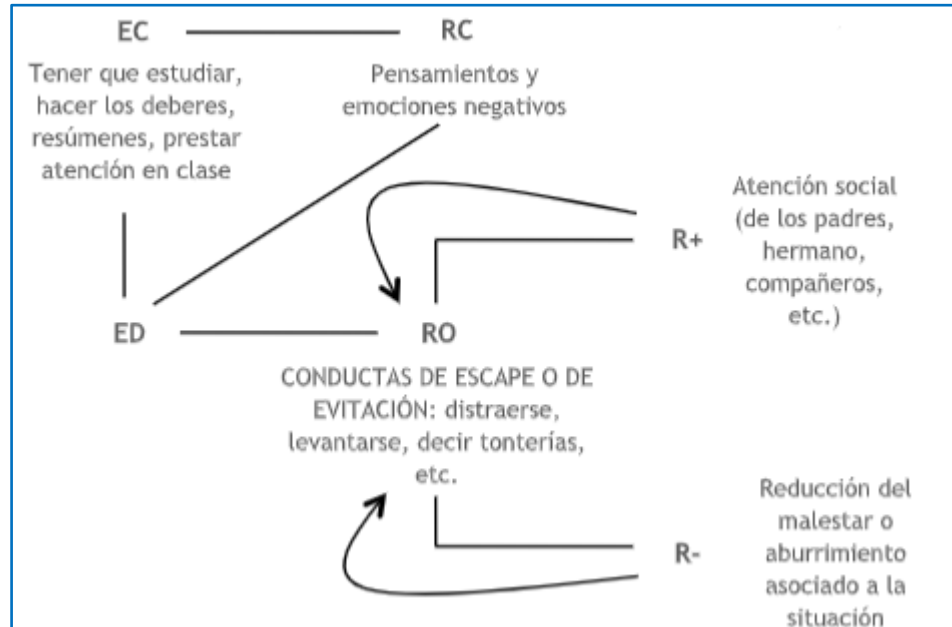 EC
RC
Tener que estudiar,
hacer los deberes,
resúmenes, prestar
atención en clase
Pensamientos y
emociones negativos
Atención social
(de los padres,
hermano,
compañeros,
etc.)
R+
ED
RO
CONDUCTAS DE ESCAPE O DE
EVITACIÓN: distraerse,
levantarse, decir tonterías,
etc.
R-
Reducción del
malestar o
aburrimiento
asociado a la
situación